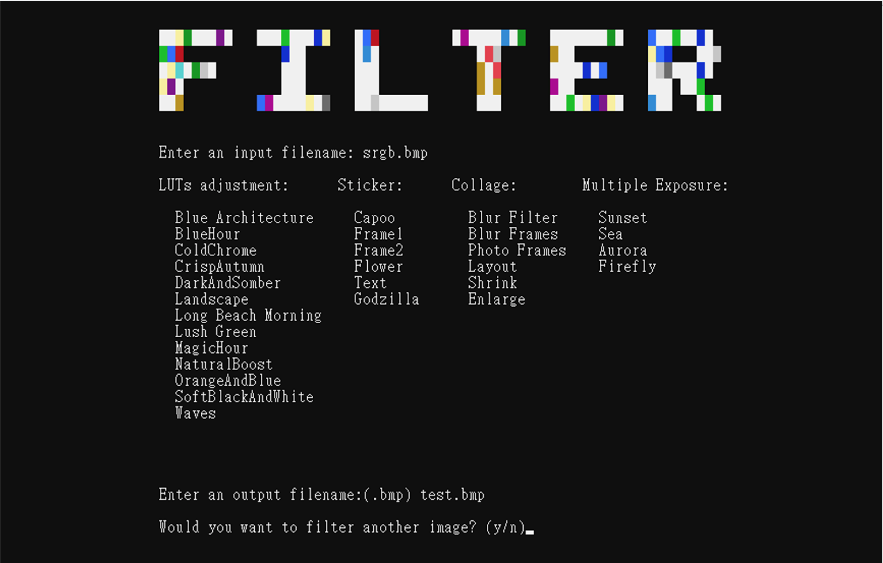 FILTER
Enter an input filename: srgb.bmp
LUTs adjustment: Sticker: Collage: Multiple Exposure:
Blue Architecture Capoo Blur Filter Sunset
BlueHour Frame1 Blur Frames Sea
ColdChrome Frame2 Photo Frames Aurora
CrispAutumn Flower Layout Firefly
DarkAndSomber Text Shrink
Landscape Godzilla Enlarge
Long Beach Morning
Lush Green
MagicHour
NaturalBoost
OrangeAndBlue
SoftBlackAndWhite
Waves
Enter an output filename:(.bmp) test.bmp
Would you want to filter another image? (y/n)